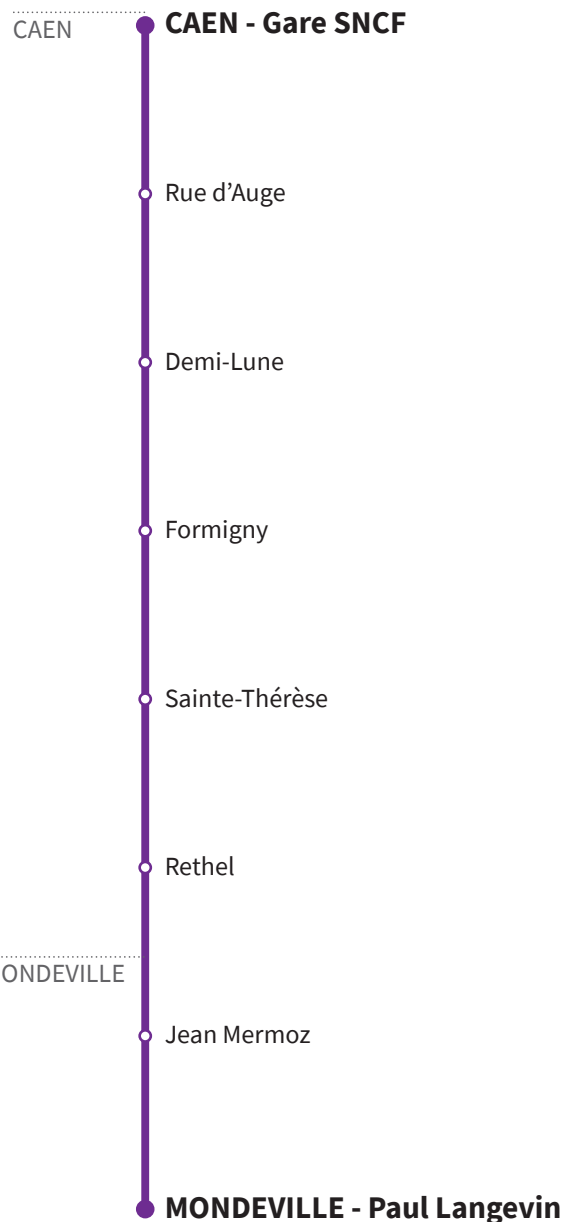 CAEN - Gare SNCF
CAEN
Rue d’Auge
Demi-Lune
Formigny
Sainte-Thérèse
Rethel
ONDEVILLE
Jean Mermoz
MONDEVILLE - Paul Langevin